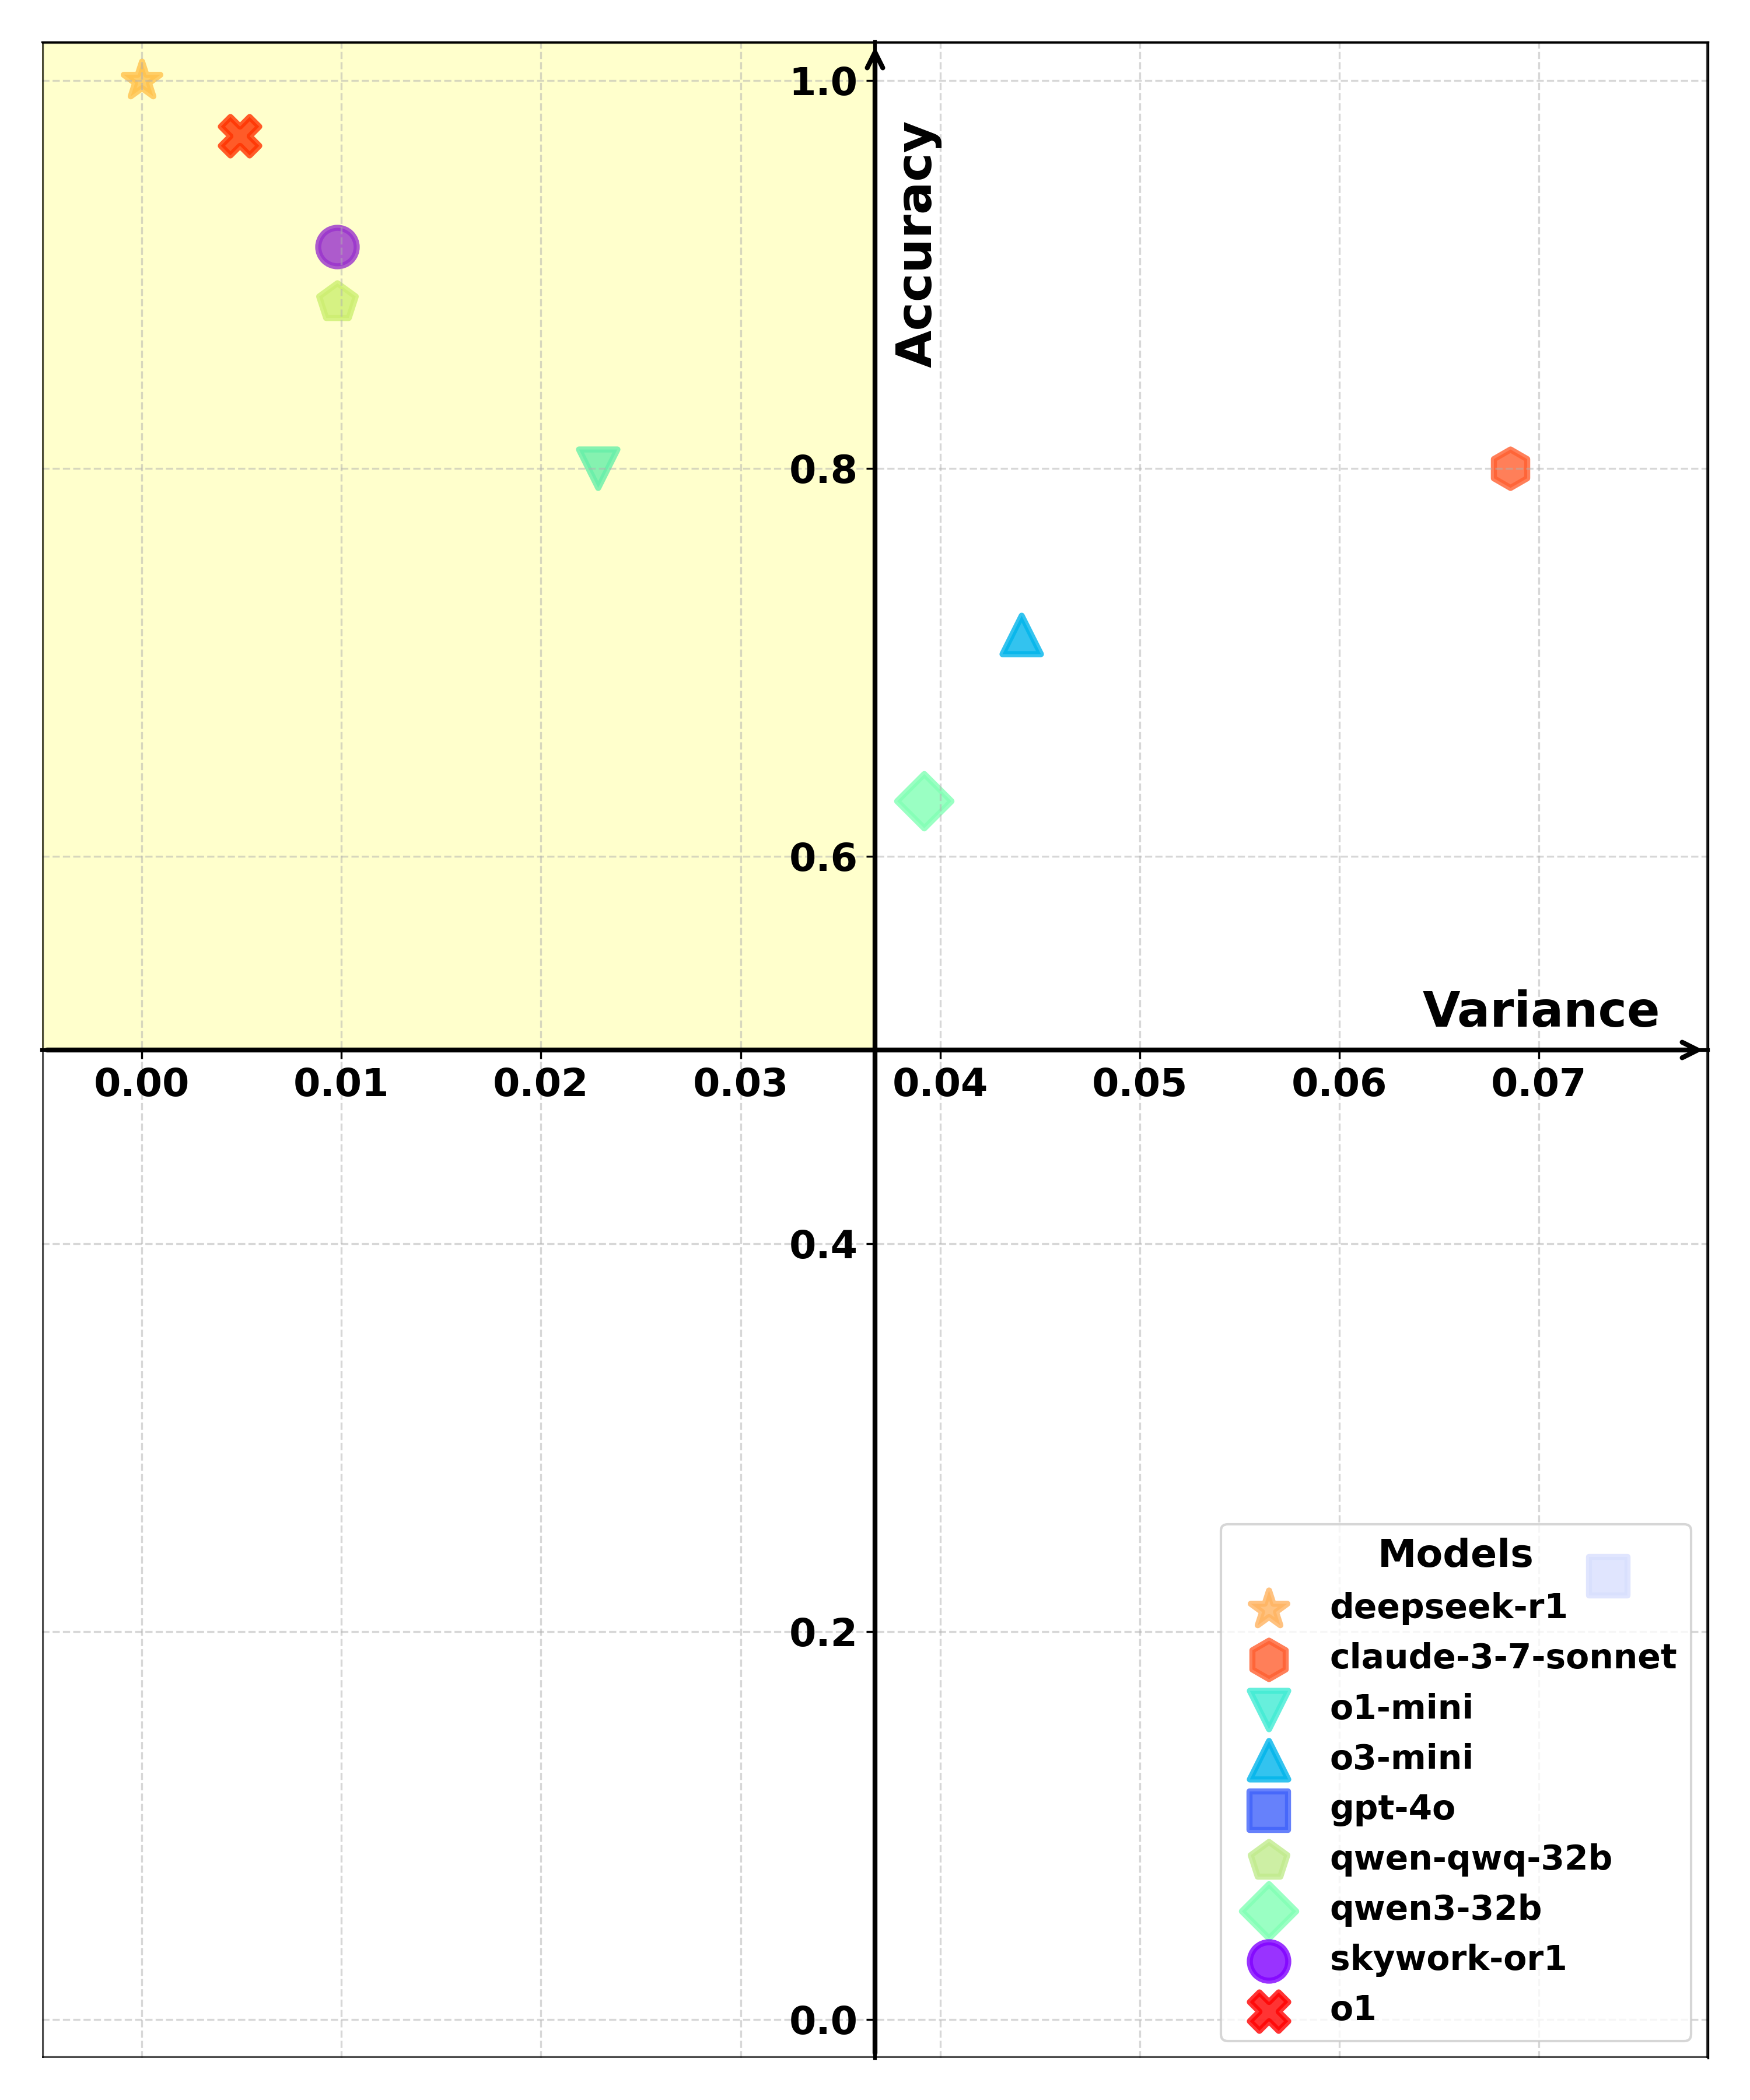 1.0
Accuracy
0.8
0.6
Variance
0.00 0.01 0.02 0.03 0.04 0.05 0.06 0.07
0.4
0.2
0.0
Models
deepseek-r1
claude-3-7-sonnet
o1-mini
o3-mini
gpt-4o
qwen-qwq-32b
qwen3-32b
skywork-or1
o1